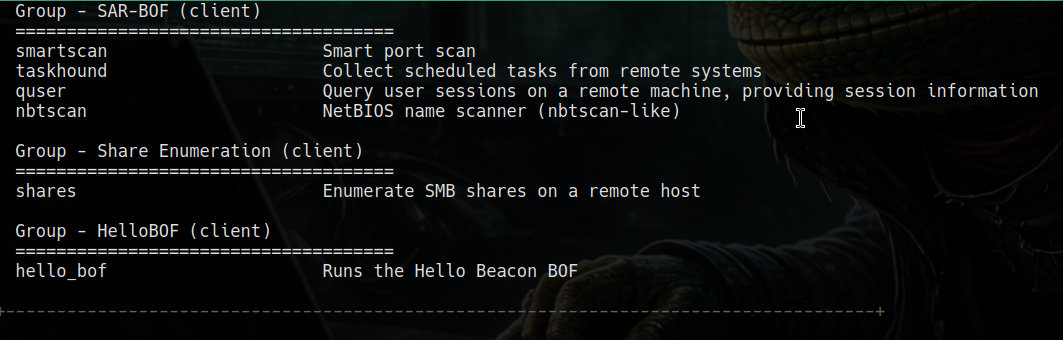 Group - SAR-BOF (client)
=====================================
smartscan Smart port scan
taskhound Collect scheduled tasks from remote systems
quser Query user sessions on a remote machine, providing session information
nbtscan NetBIOS name scanner (nbtscan-like)
Group - Share Enumeration (client)
=====================================
shares Enumerate SMB shares on a remote host
Group - HelloBOF (client)
=====================================
hello_bof Runs the Hello Beacon BOF
+-------------------------------------------------------------------------------------+